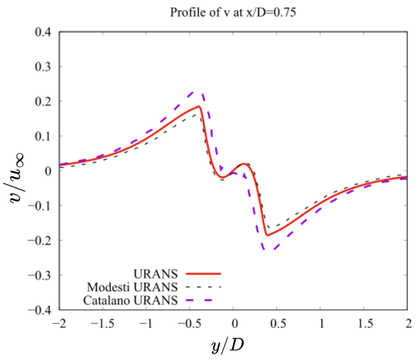 Profile of v at x/D=0.75
0.4
0.3
0.2
0.1
0
−0.1
−0.2
−0.3
−0.4
v/u∞
URANS
Modesti URANS
Catalano URANS
−2 −1.5 −1 −0.5 0 0.5 1 1.5 2
y/D